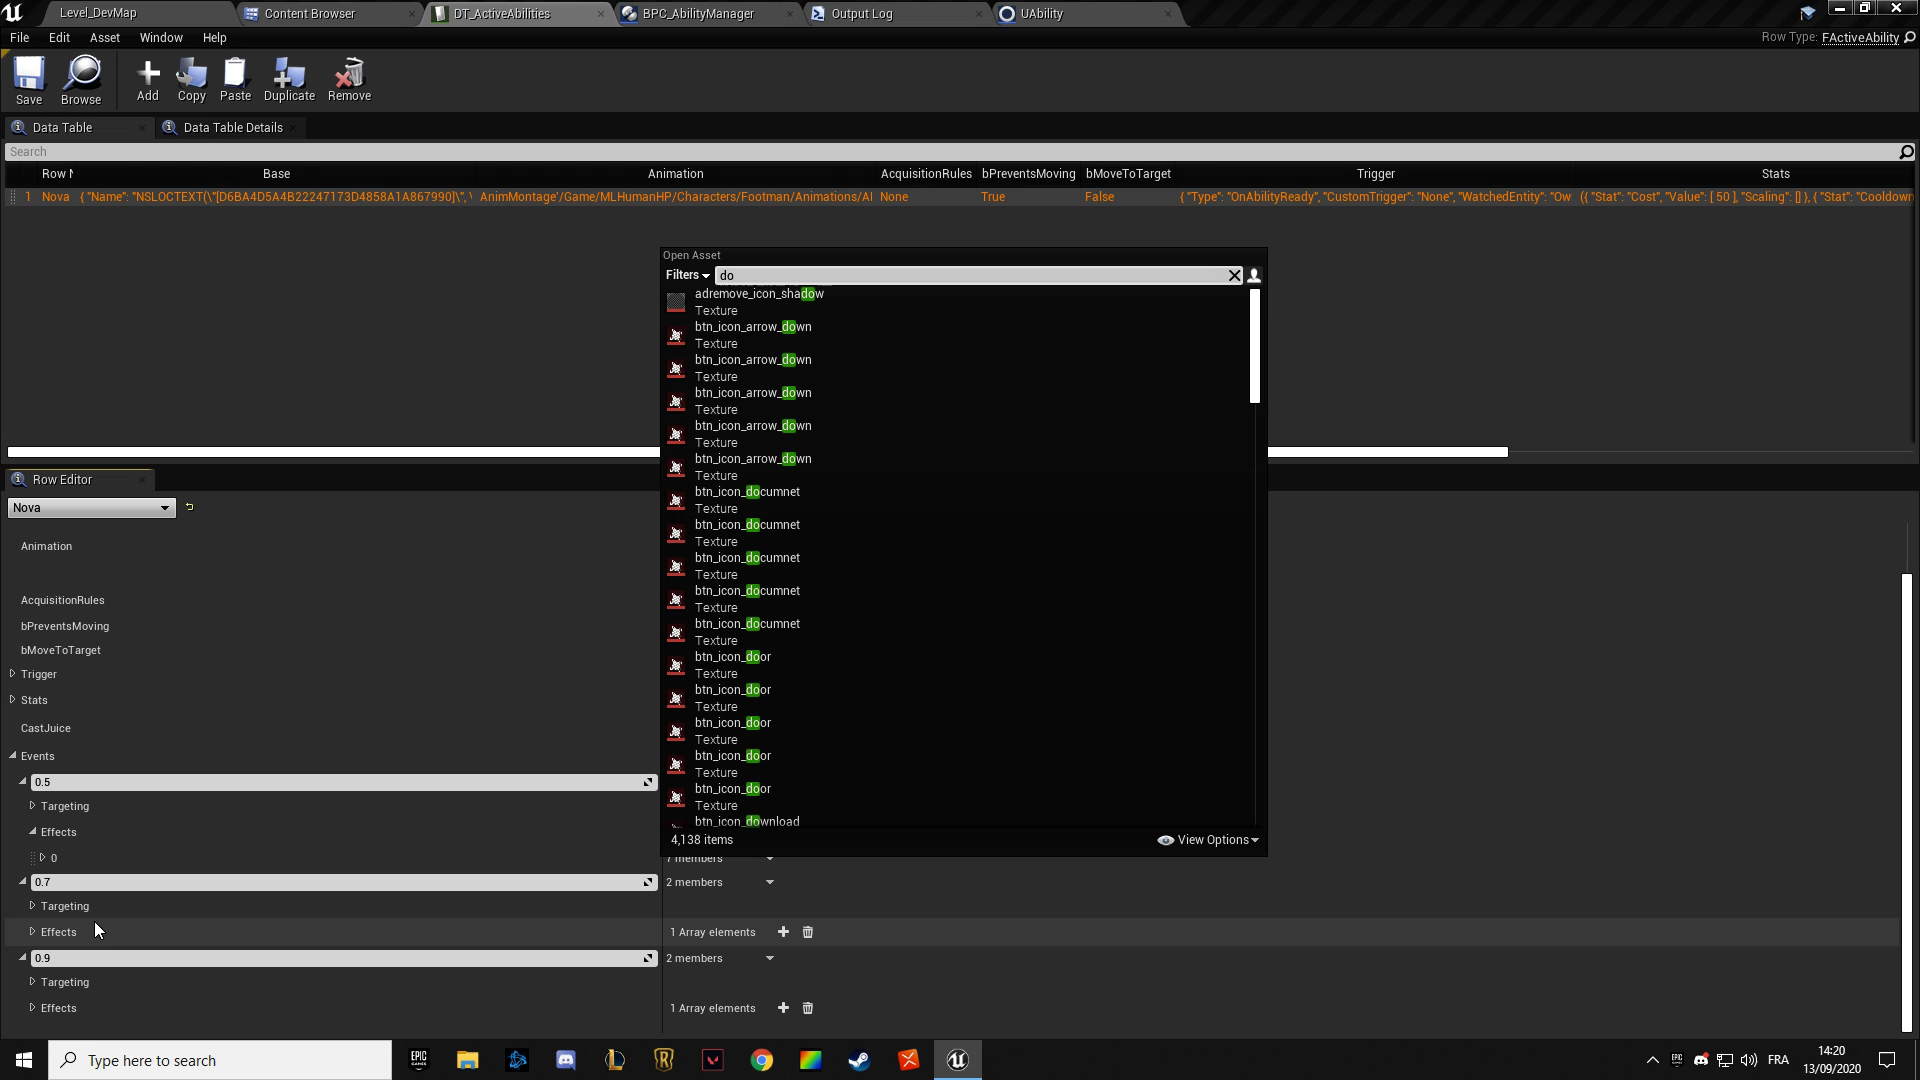 Level_DevMap
Content Browser
DT_ActiveAbilities
BPC_AbilityManager
Output Log
UAbility
File Edit Asset Window Help
Row Type: FActiveAbility
Save
Browse
Add
Copy
Paste
Duplicate
Remove
Data Table
Data Table Details
Search
Row N Base Animation AcquisitionRules bPreventsMoving bMoveToTarget Trigger Stats
1 Nova { "Name": "NSLOCTEXT(\"[D6BA4D5A4B22247173D4858A1A867990]\", \ AnimMontage'/Game/MLHumanHP/Characters/Footman/Animations/Al None True False { "Type": "OnAbilityReady", "CustomTrigger": "None", "WatchedEntity": "Ow ({ "Stat": "Cost", "Value": [ 50 ], "Scaling": [] }, { "Stat": "Cooldown
Open Asset
Filters do
adremove_icon_shadow
Texture
btn_icon_arrow_down
Texture
btn_icon_arrow_down
Texture
btn_icon_arrow_down
Texture
btn_icon_arrow_down
Texture
btn_icon_arrow_down
Texture
btn_icon_documnet
Texture
btn_icon_documnet
Texture
btn_icon_documnet
Texture
btn_icon_documnet
Texture
btn_icon_documnet
Texture
btn_icon_door
Texture
btn_icon_door
Texture
btn_icon_door
Texture
btn_icon_door
Texture
btn_icon_door
Texture
btn_icon_download
4,138 items
View Options
Row Editor
Nova
Animation
AcquisitionRules
bPreventsMoving
bMoveToTarget
Trigger
Stats
CastJuice
Events
0.5
Targeting
Effects
0 7 members
0.7 2 members
Targeting
Effects 1 Array elements
0.9 2 members
Targeting
Effects 1 Array elements
Type here to search
EPIC GAMES
FRA
14:20
13/09/2020